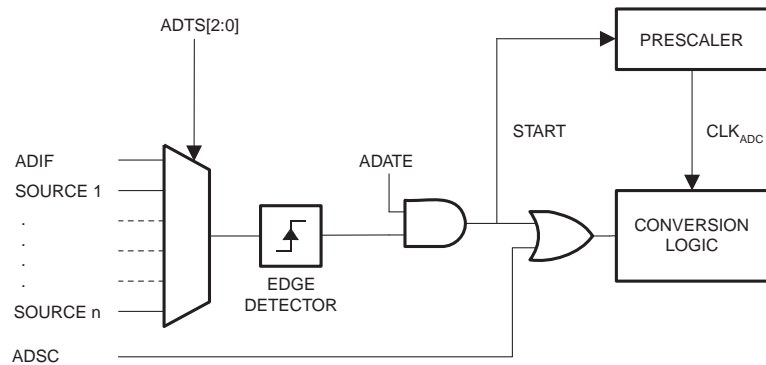 ADTS[2:0]
PRESCALER
START
CLKADC
ADIF
ADATE
SOURCE 1
.
.
.
.
CONVERSION
LOGIC
EDGE
DETECTOR
SOURCE n
ADSC